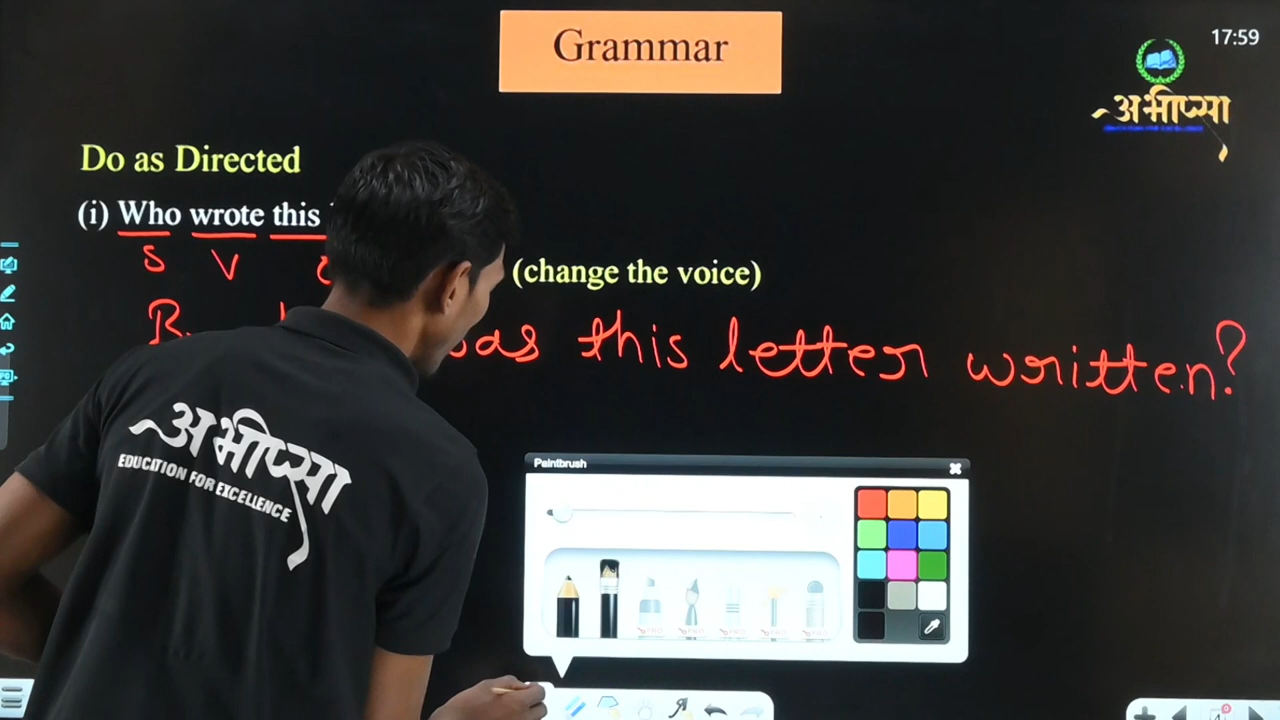 Grammar
17:59
अभीप्सा
Do as Directed
(i) Who wrote this
S V
(change the voice)
was this letter written?
अभीप्सा
EDUCATION FOR EXCELLENCE
Paintbrush